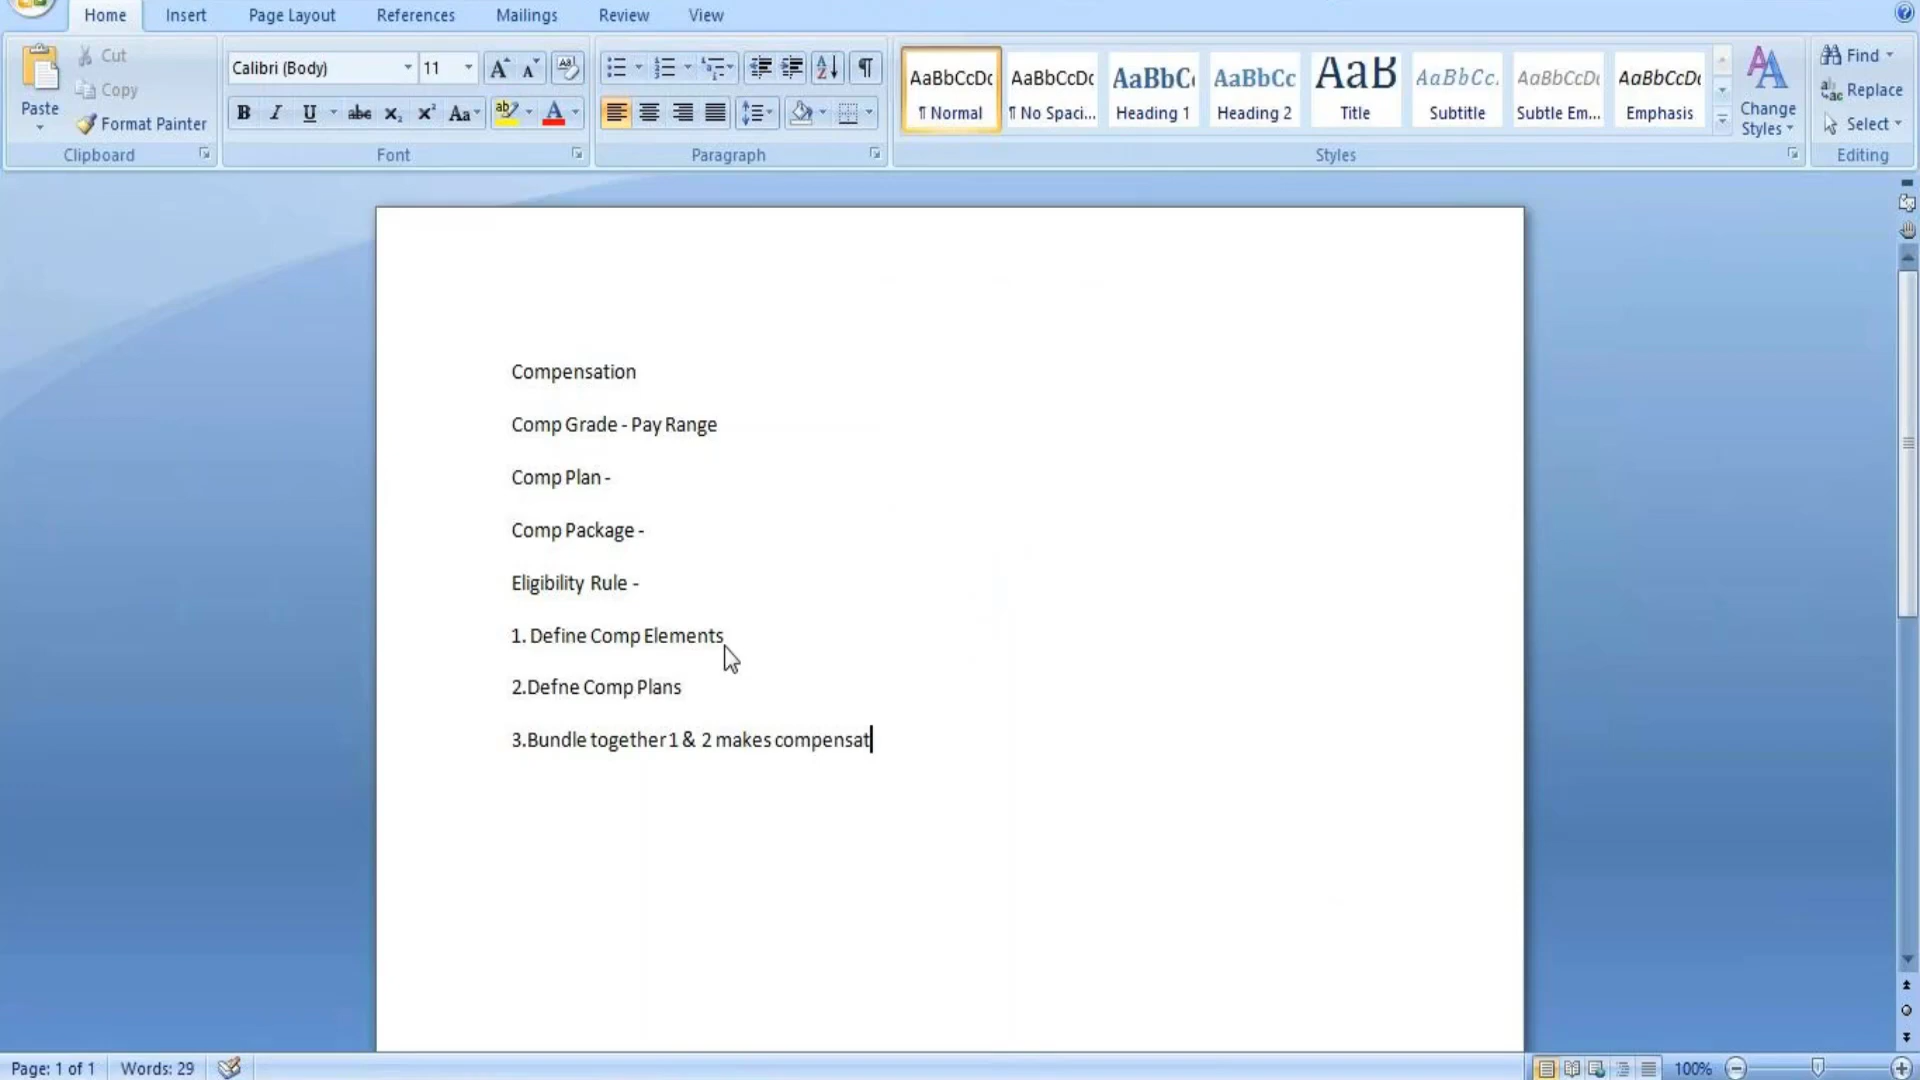 Home Insert Page Layout References Mailings Review View
Paste
Cut
Copy
Format Painter
Clipboard
Calibri (Body) 11
Font
Paragraph
AaBbCcDc AaBbCcDc AaBbC AaBbCc AaB AaBbCc. AaBbCcDc AaBbCcDc
¶ Normal ¶ No Spaci... Heading 1 Heading 2 Title Subtitle Subtle Em... Emphasis
Change Styles
Styles
Find
Replace
Select
Editing
Compensation
Comp Grade - Pay Range
Comp Plan -
Comp Package -
Eligibility Rule -
1. Define Comp Elements
2.Defne Comp Plans
3.Bundle together 1 & 2 makes compensat
Page: 1 of 1 Words: 29 100%